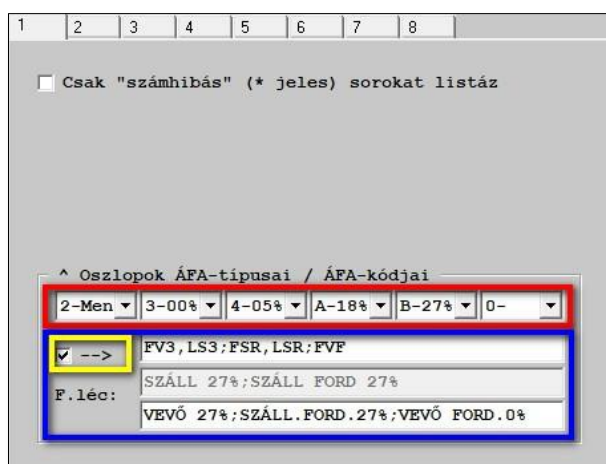 1 2 3 4 5 6 7 8
Csak "számhibás" (* jeles) sorokat listáz
^ Oszlopok ÁFA-típusai / ÁFA-kódjai
2-Men 3-00% 4-05% A-18% B-27% 0-
--> FV3,LS3;FSR,LSR;FVF
F.léc: SZÁLL 27%;SZÁLL FORD 27%
VEVŐ 27%;SZÁLL.FORD.27%;VEVŐ FORD.0%